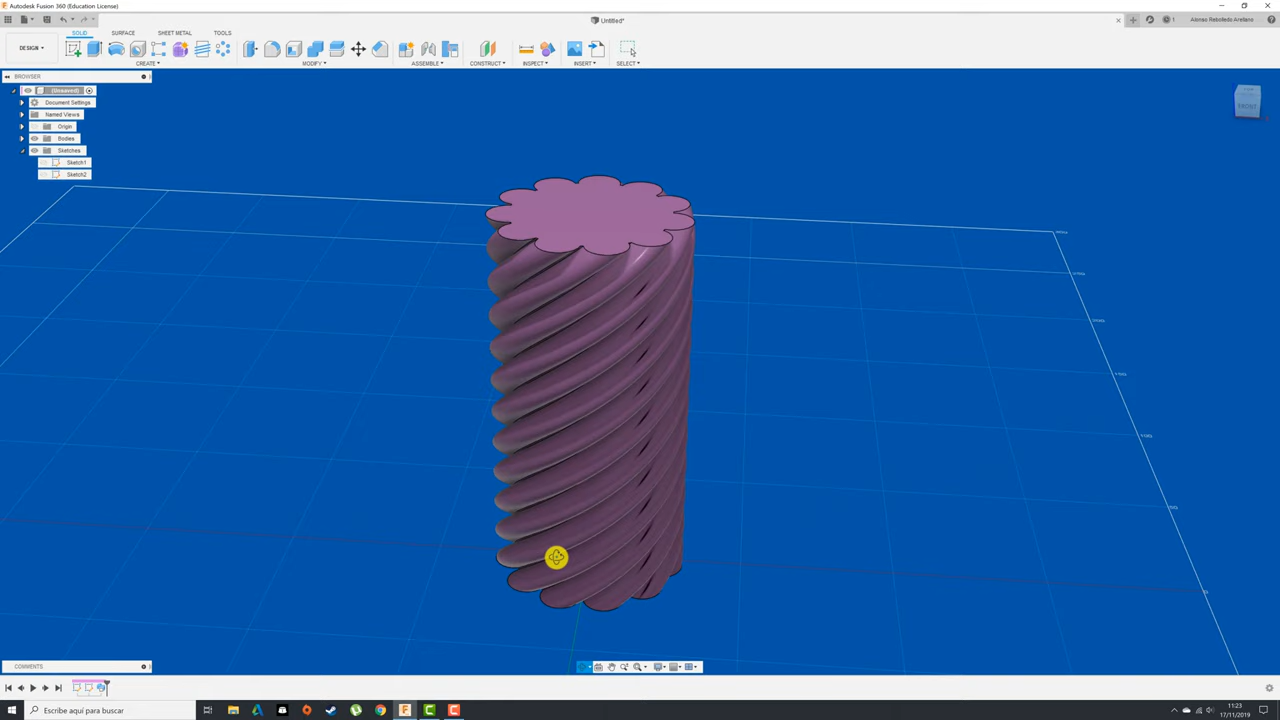 Autodesk Fusion 360 (Education License)
Untitled*
Alonso Rebolledo Arellano
SOLID SURFACE SHEET METAL TOOLS
DESIGN
CREATE MODIFY ASSEMBLE CONSTRUCT INSPECT INSERT SELECT
BROWSER
(Unsaved)
Document Settings
Named Views
Origin
Bodies
Sketches
Sketch1
Sketch2
TOP
FRONT
COMMENTS
Escribe aquí para buscar
11:23
17/11/2019